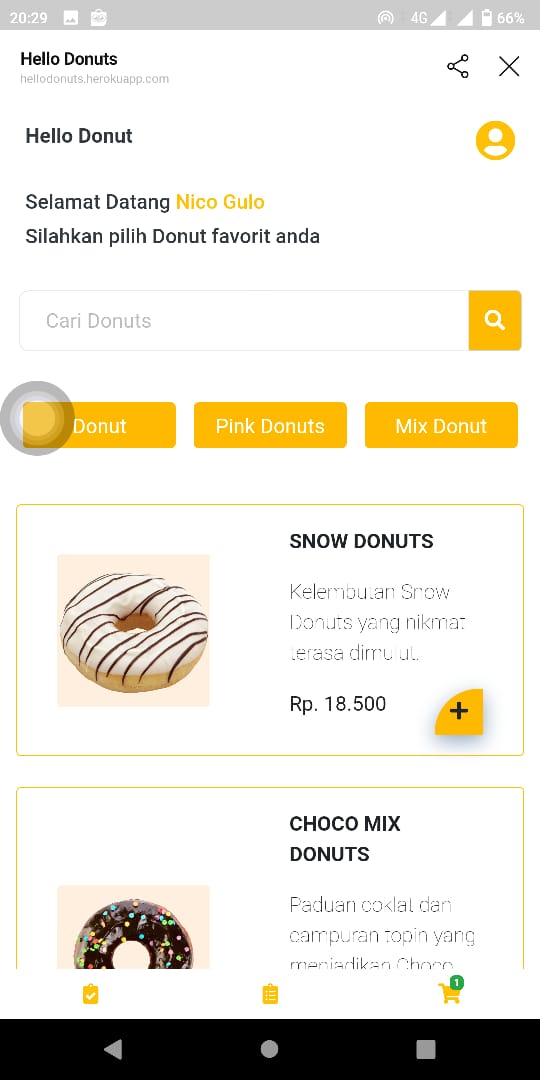 20:29 4G 66%
Hello Donuts
hellodonuts.herokuapp.com
Hello Donut
Selamat Datang Nico Gulo
Silahkan pilih Donut favorit anda
Cari Donuts
Donut Pink Donuts Mix Donut
SNOW DONUTS
Kelembutan Snow
Donuts yang nikmat
terasa dimulut.
Rp. 18.500
CHOCO MIX
DONUTS
Paduan coklat dan
campuran topin yang
menjadikan Choco
1